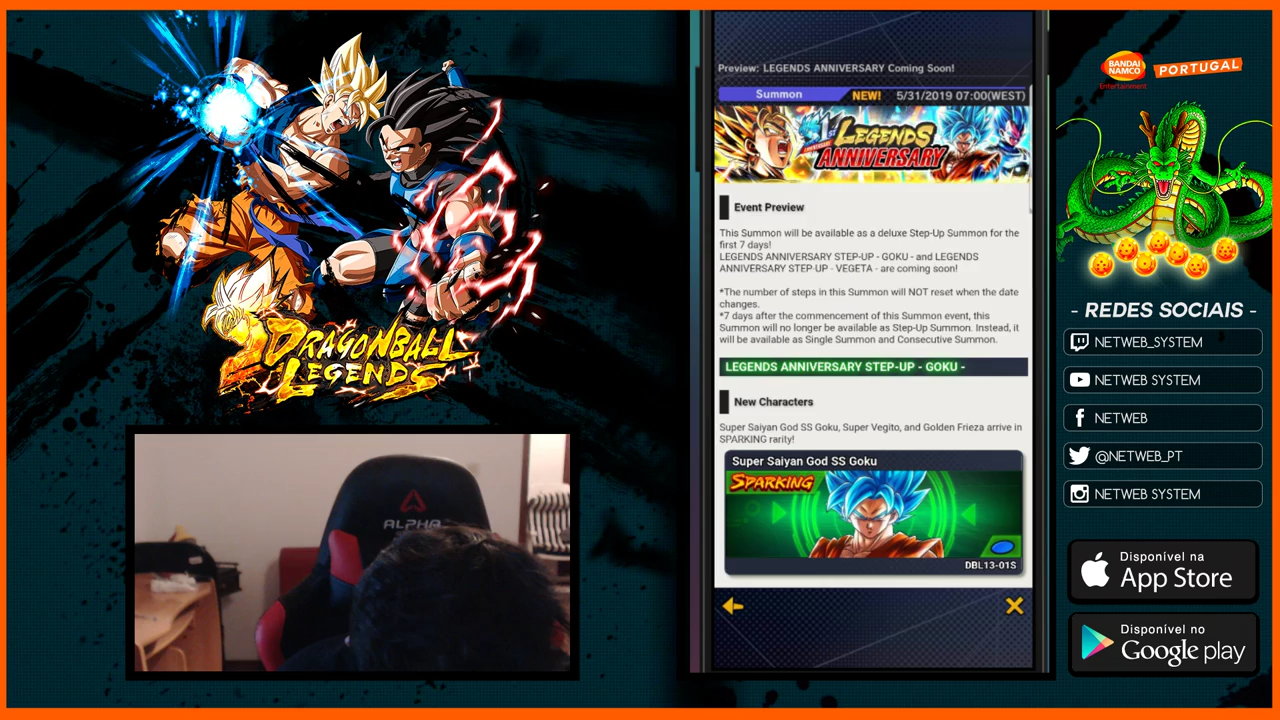 DRAGONBALL
LEGENDS
ALPHA
Preview: LEGENDS ANNIVERSARY Coming Soon!
Summon NEW! 5/31/2019 07:00(WEST)
1ST
ANNIVERSARY
LEGENDS
ANNIVERSARY
Event Preview
This Summon will be available as a deluxe Step-Up Summon for the
first 7 days!
LEGENDS ANNIVERSARY STEP-UP - GOKU - and LEGENDS
ANNIVERSARY STEP-UP - VEGETA - are coming soon!
*The number of steps in this Summon will NOT reset when the date
changes.
*7 days after the commencement of this Summon event, this
Summon will no longer be available as Step-Up Summon. Instead, it
will be available as Single Summon and Consecutive Summon.
LEGENDS ANNIVERSARY STEP-UP - GOKU -
New Characters
Super Saiyan God SS Goku, Super Vegito, and Golden Frieza arrive in
SPARKING rarity!
Super Saiyan God SS Goku
SPARKING
DBL13-01S
BANDAI
NAMCO
Entertainment
PORTUGAL
- REDES SOCIAIS -
NETWEB_SYSTEM
NETWEB SYSTEM
NETWEB
@NETWEB_PT
NETWEB SYSTEM
Disponível na
App Store
Disponível no
Google play